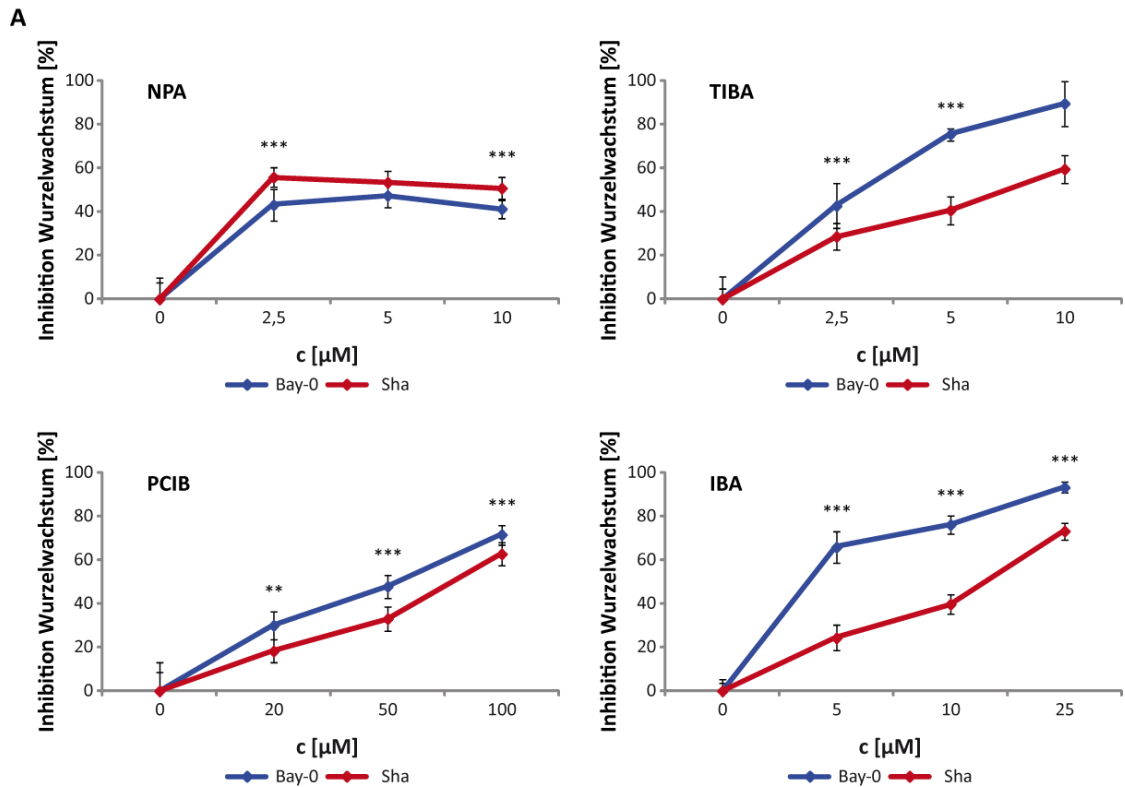 A
Inhibition Wurzelwachstum [%]
NPA
100
80
60
40
20
0
***
***
0 2,5 5 10
c [µM]
Bay-0 Sha
Inhibition Wurzelwachstum [%]
TIBA
100
80
60
40
20
0
***
***
0 2,5 5 10
c [µM]
Bay-0 Sha
Inhibition Wurzelwachstum [%]
PCIB
100
80
60
40
20
0
**
***
***
0 20 50 100
c [µM]
Bay-0 Sha
Inhibition Wurzelwachstum [%]
IBA
100
80
60
40
20
0
***
***
***
0 5 10 25
c [µM]
Bay-0 Sha